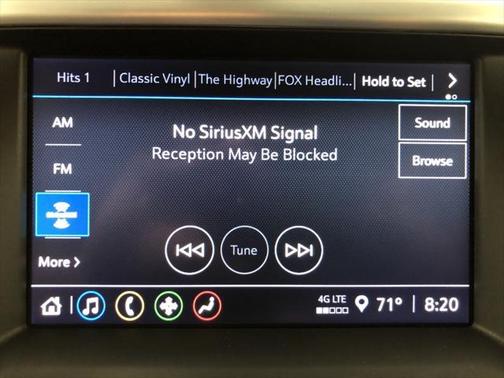 Hits 1 Classic Vinyl The Highway FOX Headli... Hold to Set >
AM
No SiriusXM Signal
Sound
Reception May Be Blocked
Browse
FM
Tune
More >
4G LTE
71° 8:20